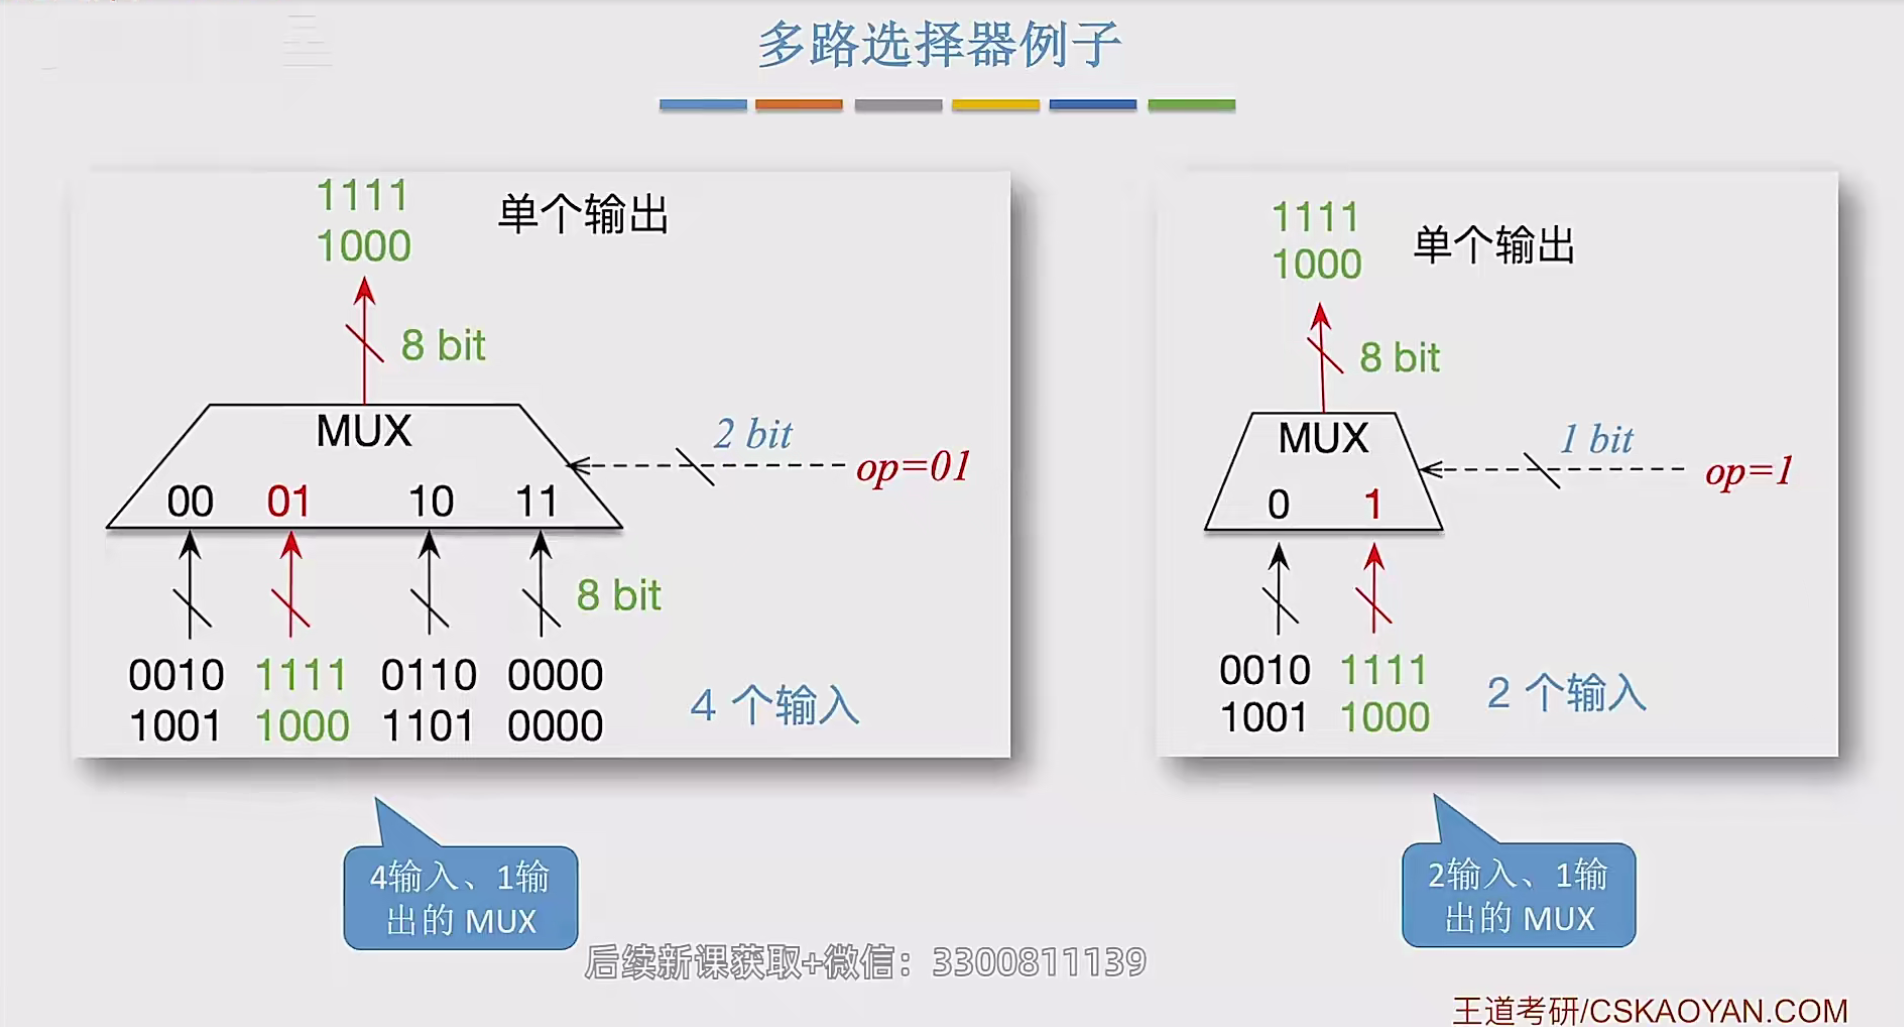 多路选择器例子
1111
1000
单个输出
8 bit
MUX
2 bit
op=01
00 01 10 11
8 bit
0010 1111 0110 0000
1001 1000 1101 0000
4 个输入
4输入、1输
出的 MUX
1111
1000
单个输出
8 bit
MUX
1 bit
op=1
0 1
0010 1111
1001 1000
2 个输入
2输入、1输
出的 MUX
后续新课获取+微信：3300811139
王道考研/CSKAOYAN.COM